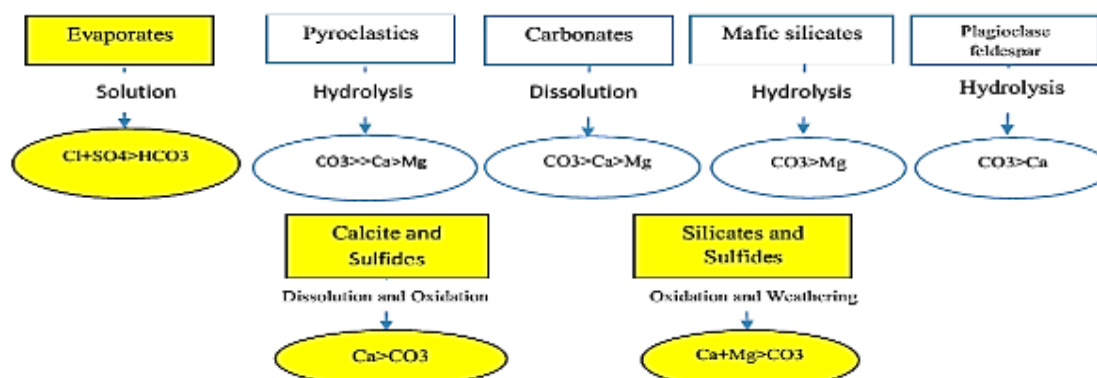 Evaporates
Pyroclastics
Carbonates
Mafic silicates
Plagioclase
feldespar
Solution
Hydrolysis
Dissolution
Hydrolysis
Hydrolysis
Cl+SO4>HCO3
CO3>>Ca>Mg
CO3>Ca>Mg
CO3>Mg
CO3>Ca
Calcite and
Sulfides
Silicates and
Sulfides
Dissolution and Oxidation
Oxidation and Weathering
Ca>CO3
Ca+Mg>CO3